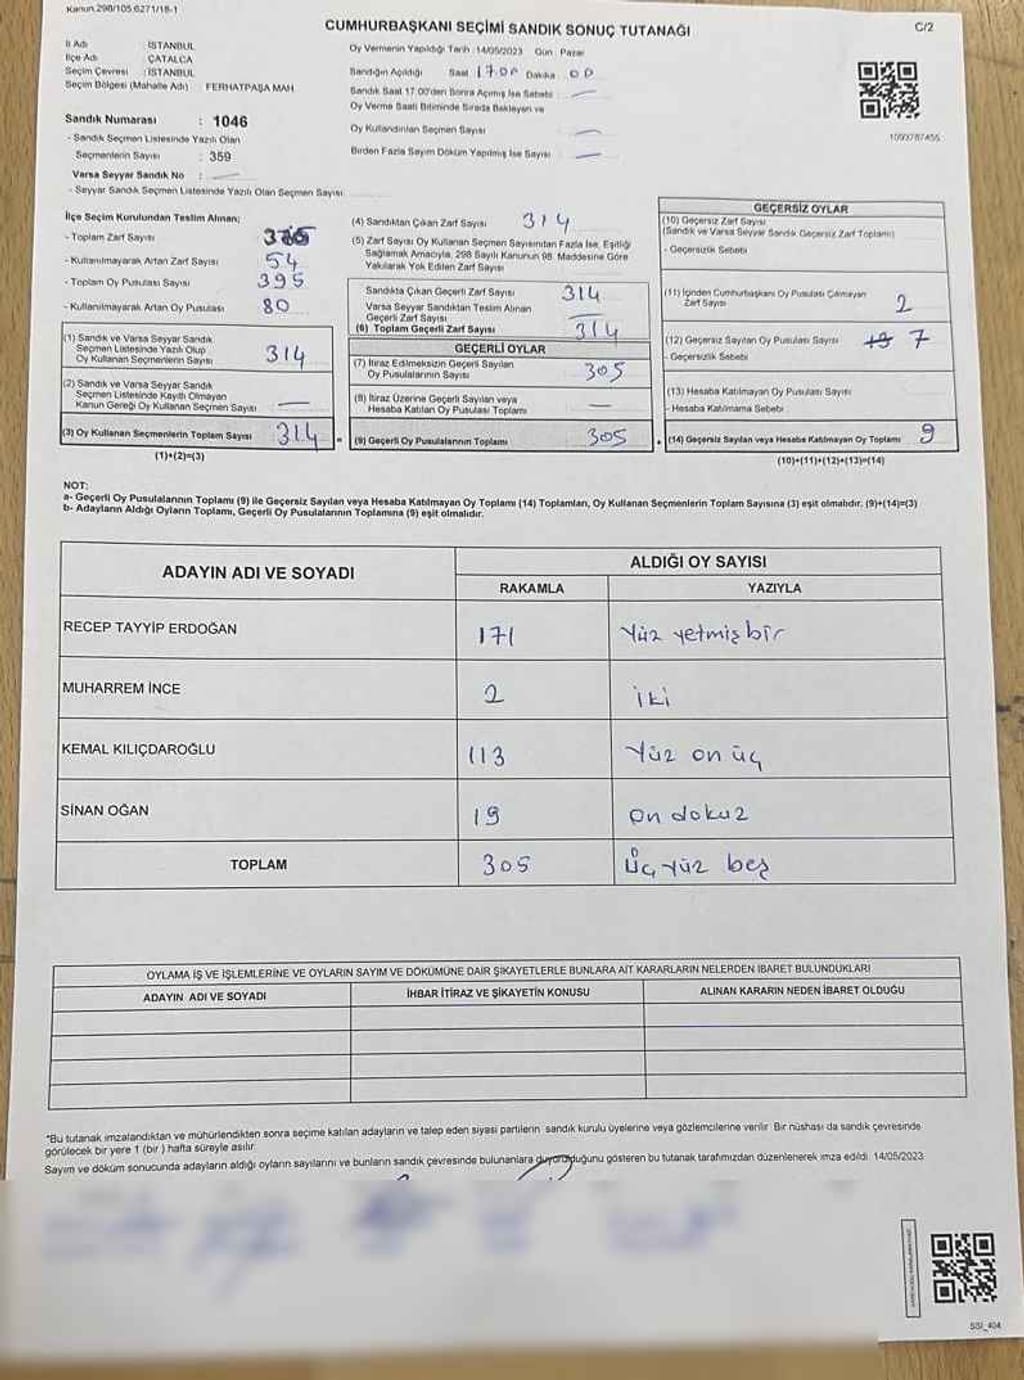 Kanun.298/105.6271/18-1
CUMHURBAŞKANI SEÇİMİ SANDIK SONUÇ TUTANAĞI
C/2
İl Adı : İSTANBUL
İlçe Adı : ÇATALCA
Seçim Çevresi : İSTANBUL
Seçim Bölgesi (Mahalle Adı) FERHATPAŞA MAH
Sandık Numarası : 1046
- Sandık Seçmen Listesinde Yazılı Olan
Seçmenlerin Sayısı : 359
Varsa Seyyar Sandık No :
- Seyyar Sandık Seçmen Listesinde Yazılı Olan Seçmen Sayısı
Oy Vermenin Yapıldığı Tarih : 14/05/2023 Gün : Pazar
Sandığın Açıldığı Saat 17:00 Dakika 00
Sandık Saat 17.00'den Sonra Açılmış İse Sebebi
Oy Verme Saati Bitiminde Sırada Bekleyen ve
Oy Kullandırılan Seçmen Sayısı
Birden Fazla Sayım Döküm Yapılmış İse Sayısı
İlçe Seçim Kurulundan Teslim Alınan;
- Toplam Zarf Sayısı
- Kullanılmayarak Artan Zarf Sayısı 54
- Toplam Oy Pusulası Sayısı 395
- Kullanılmayarak Artan Oy Pusulası 80
(1) Sandık ve Varsa Seyyar Sandık
Seçmen Listesinde Yazılı Olup
Oy Kullanan Seçmenlerin Sayısı 314
(2) Sandık ve Varsa Seyyar Sandık
Seçmen Listesinde Kayıtlı Olmayan
Kanun Gereği Oy Kullanan Seçmen Sayısı —
(3) Oy Kullanan Seçmenlerin Toplam Sayısı 314
(1)+(2)=(3)
(4) Sandıktan Çıkan Zarf Sayısı 314
(5) Zarf Sayısı Oy Kullanan Seçmen Sayısından Fazla İse, Eşitliği
Sağlamak Amacıyla, 298 Sayılı Kanunun 98. Maddesine Göre
Yakılarak Yok Edilen Zarf Sayısı
Sandıkta Çıkan Geçerli Zarf Sayısı 314
Varsa Seyyar Sandıktan Teslim Alınan
Geçerli Zarf Sayısı —
(6) Toplam Geçerli Zarf Sayısı 314
GEÇERLİ OYLAR
(7) İtiraz Edilmeksizin Geçerli Sayılan
Oy Pusulalarının Sayısı 305
(8) İtiraz Üzerine Geçerli Sayılan veya
Hesaba Katılan Oy Pusulası Toplamı —
(9) Geçerli Oy Pusulalarının Toplamı 305
GEÇERSİZ OYLAR
(10) Geçersiz Zarf Sayısı
(Sandık ve Varsa Seyyar Sandık Geçersiz Zarf Toplamı)
- Geçersizlik Sebebi
(11) İçinden Cumhurbaşkanı Oy Pusulası Çıkmayan
Zarf Sayısı 2
(12) Geçersiz Sayılan Oy Pusulası Sayısı 7
- Geçersizlik Sebebi
(13) Hesaba Katılmayan Oy Pusulası Sayısı
- Hesaba Katılmama Sebebi
(14) Geçersiz Sayılan veya Hesaba Katılmayan Oy Toplamı 9
(10)+(11)+(12)+(13)=(14)
NOT:
a- Geçerli Oy Pusulalarının Toplamı (9) ile Geçersiz Sayılan veya Hesaba Katılmayan Oy Toplamı (14) Toplamları, Oy Kullanan Seçmenlerin Toplam Sayısına (3) eşit olmalıdır. (9)+(14)=(3)
b- Adayların Aldığı Oyların Toplamı, Geçerli Oy Pusulalarının Toplamına (9) eşit olmalıdır.
ADAYIN ADI VE SOYADI
ALDIĞI OY SAYISI
RAKAMLA YAZIYLA
RECEP TAYYİP ERDOĞAN 171 Yüz yetmiş bir
MUHARREM İNCE 2 iki
KEMAL KILIÇDAROĞLU 113 Yüz on üç
SİNAN OĞAN 19 on dokuz
TOPLAM 305 Üç yüz beş
OYLAMA İŞ VE İŞLEMLERİNE VE OYLARIN SAYIM VE DÖKÜMÜNE DAİR ŞİKAYETLERLE BUNLARA AİT KARARLARIN NELERDEN İBARET BULUNDUKLARI
ADAYIN ADI VE SOYADI İHBAR İTİRAZ VE ŞİKAYETİN KONUSU ALINAN KARARIN NEDEN İBARET OLDUĞU
*Bu tutanak imzalandıktan ve mühürlendikten sonra seçime katılan adayların ve talep eden siyasi partilerin sandık kurulu üyelerine veya gözlemcilerine verilir. Bir nüshası da sandık çevresinde
görülecek bir yere 1 (bir) hafta süreyle asılır.
Sayım ve döküm sonucunda adayların aldığı oyların sayılarını ve bunların sandık çevresinde bulunanlara duyurulduğunu gösteren bu tutanak tarafımızdan düzenlenerek imza edildi. 14/05/2023
SSI_404